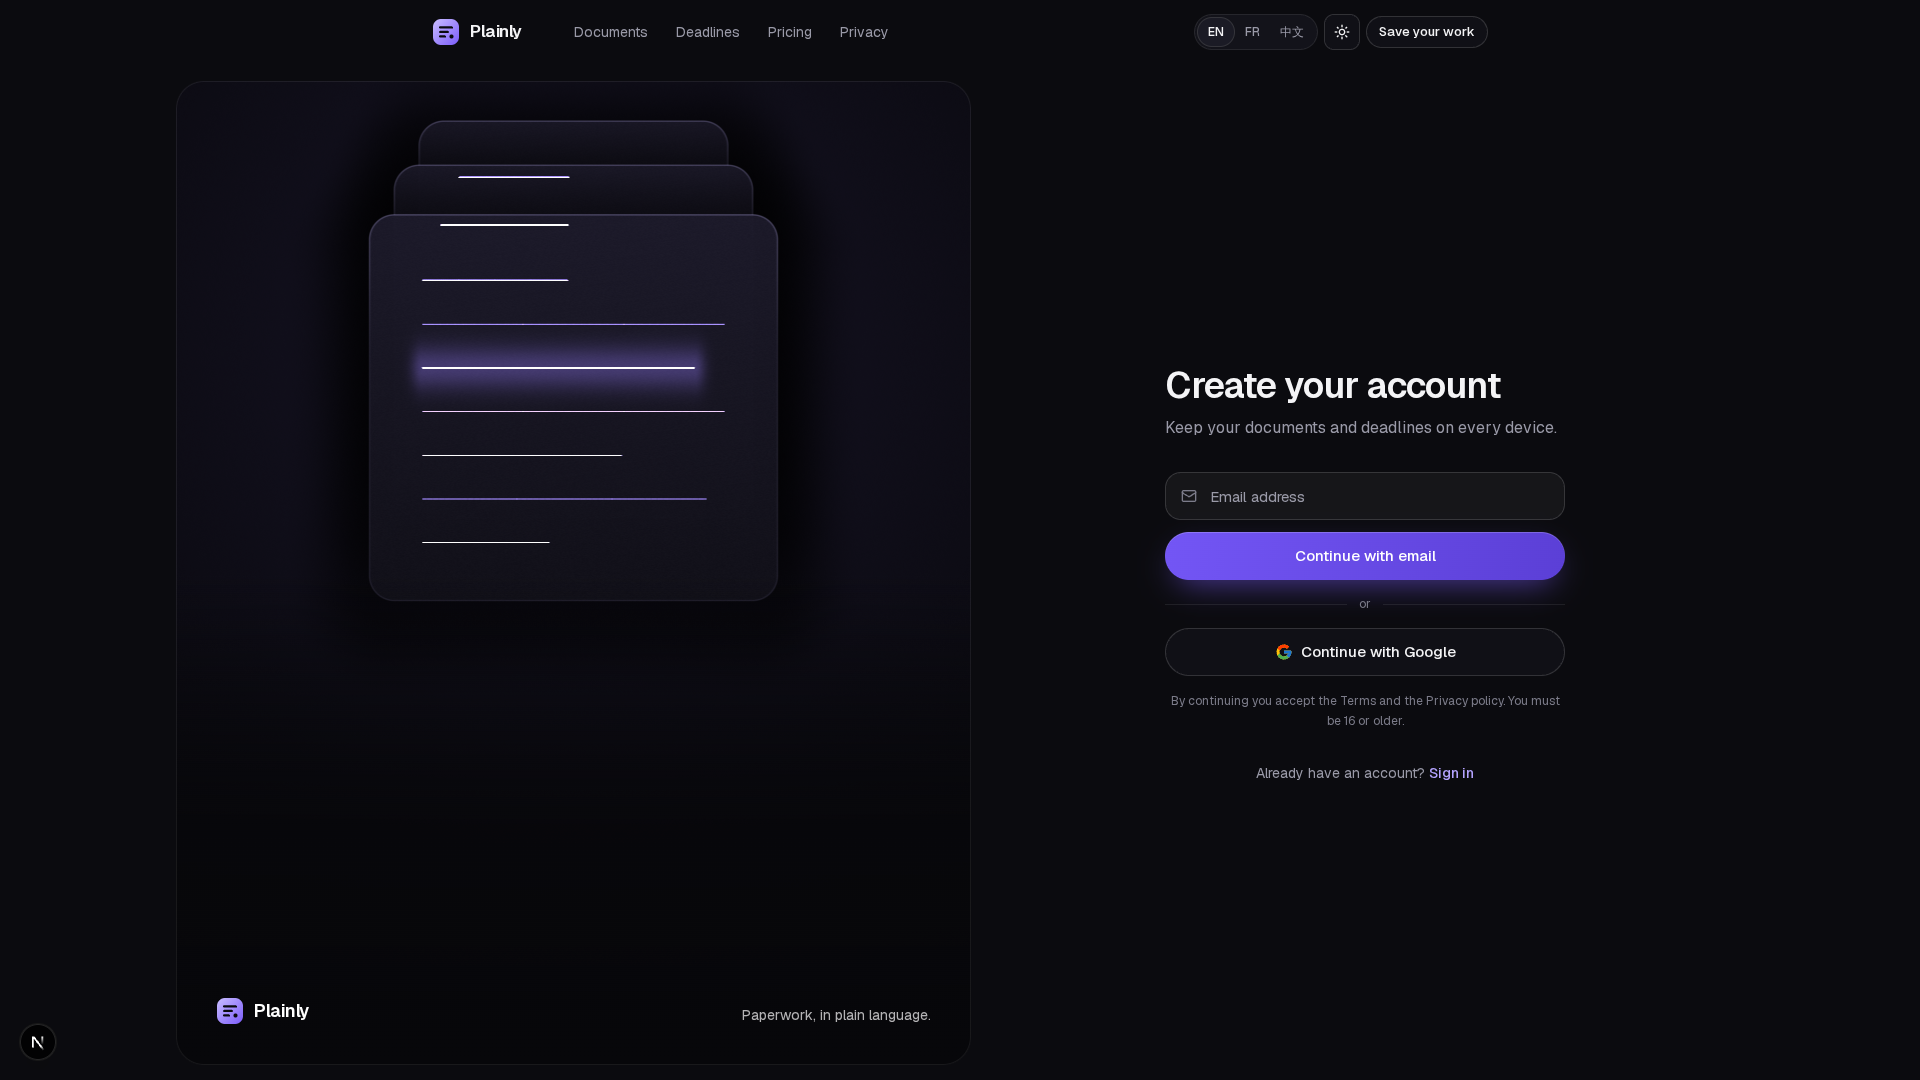 Plainly
Documents
Deadlines
Pricing
Privacy
EN
FR
中文
Save your work
Create your account
Keep your documents and deadlines on every device.
Email address
Continue with email
or
Continue with Google
By continuing you accept the Terms and the Privacy policy. You must
be 16 or older.
Already have an account? Sign in
Plainly
Paperwork, in plain language.
N